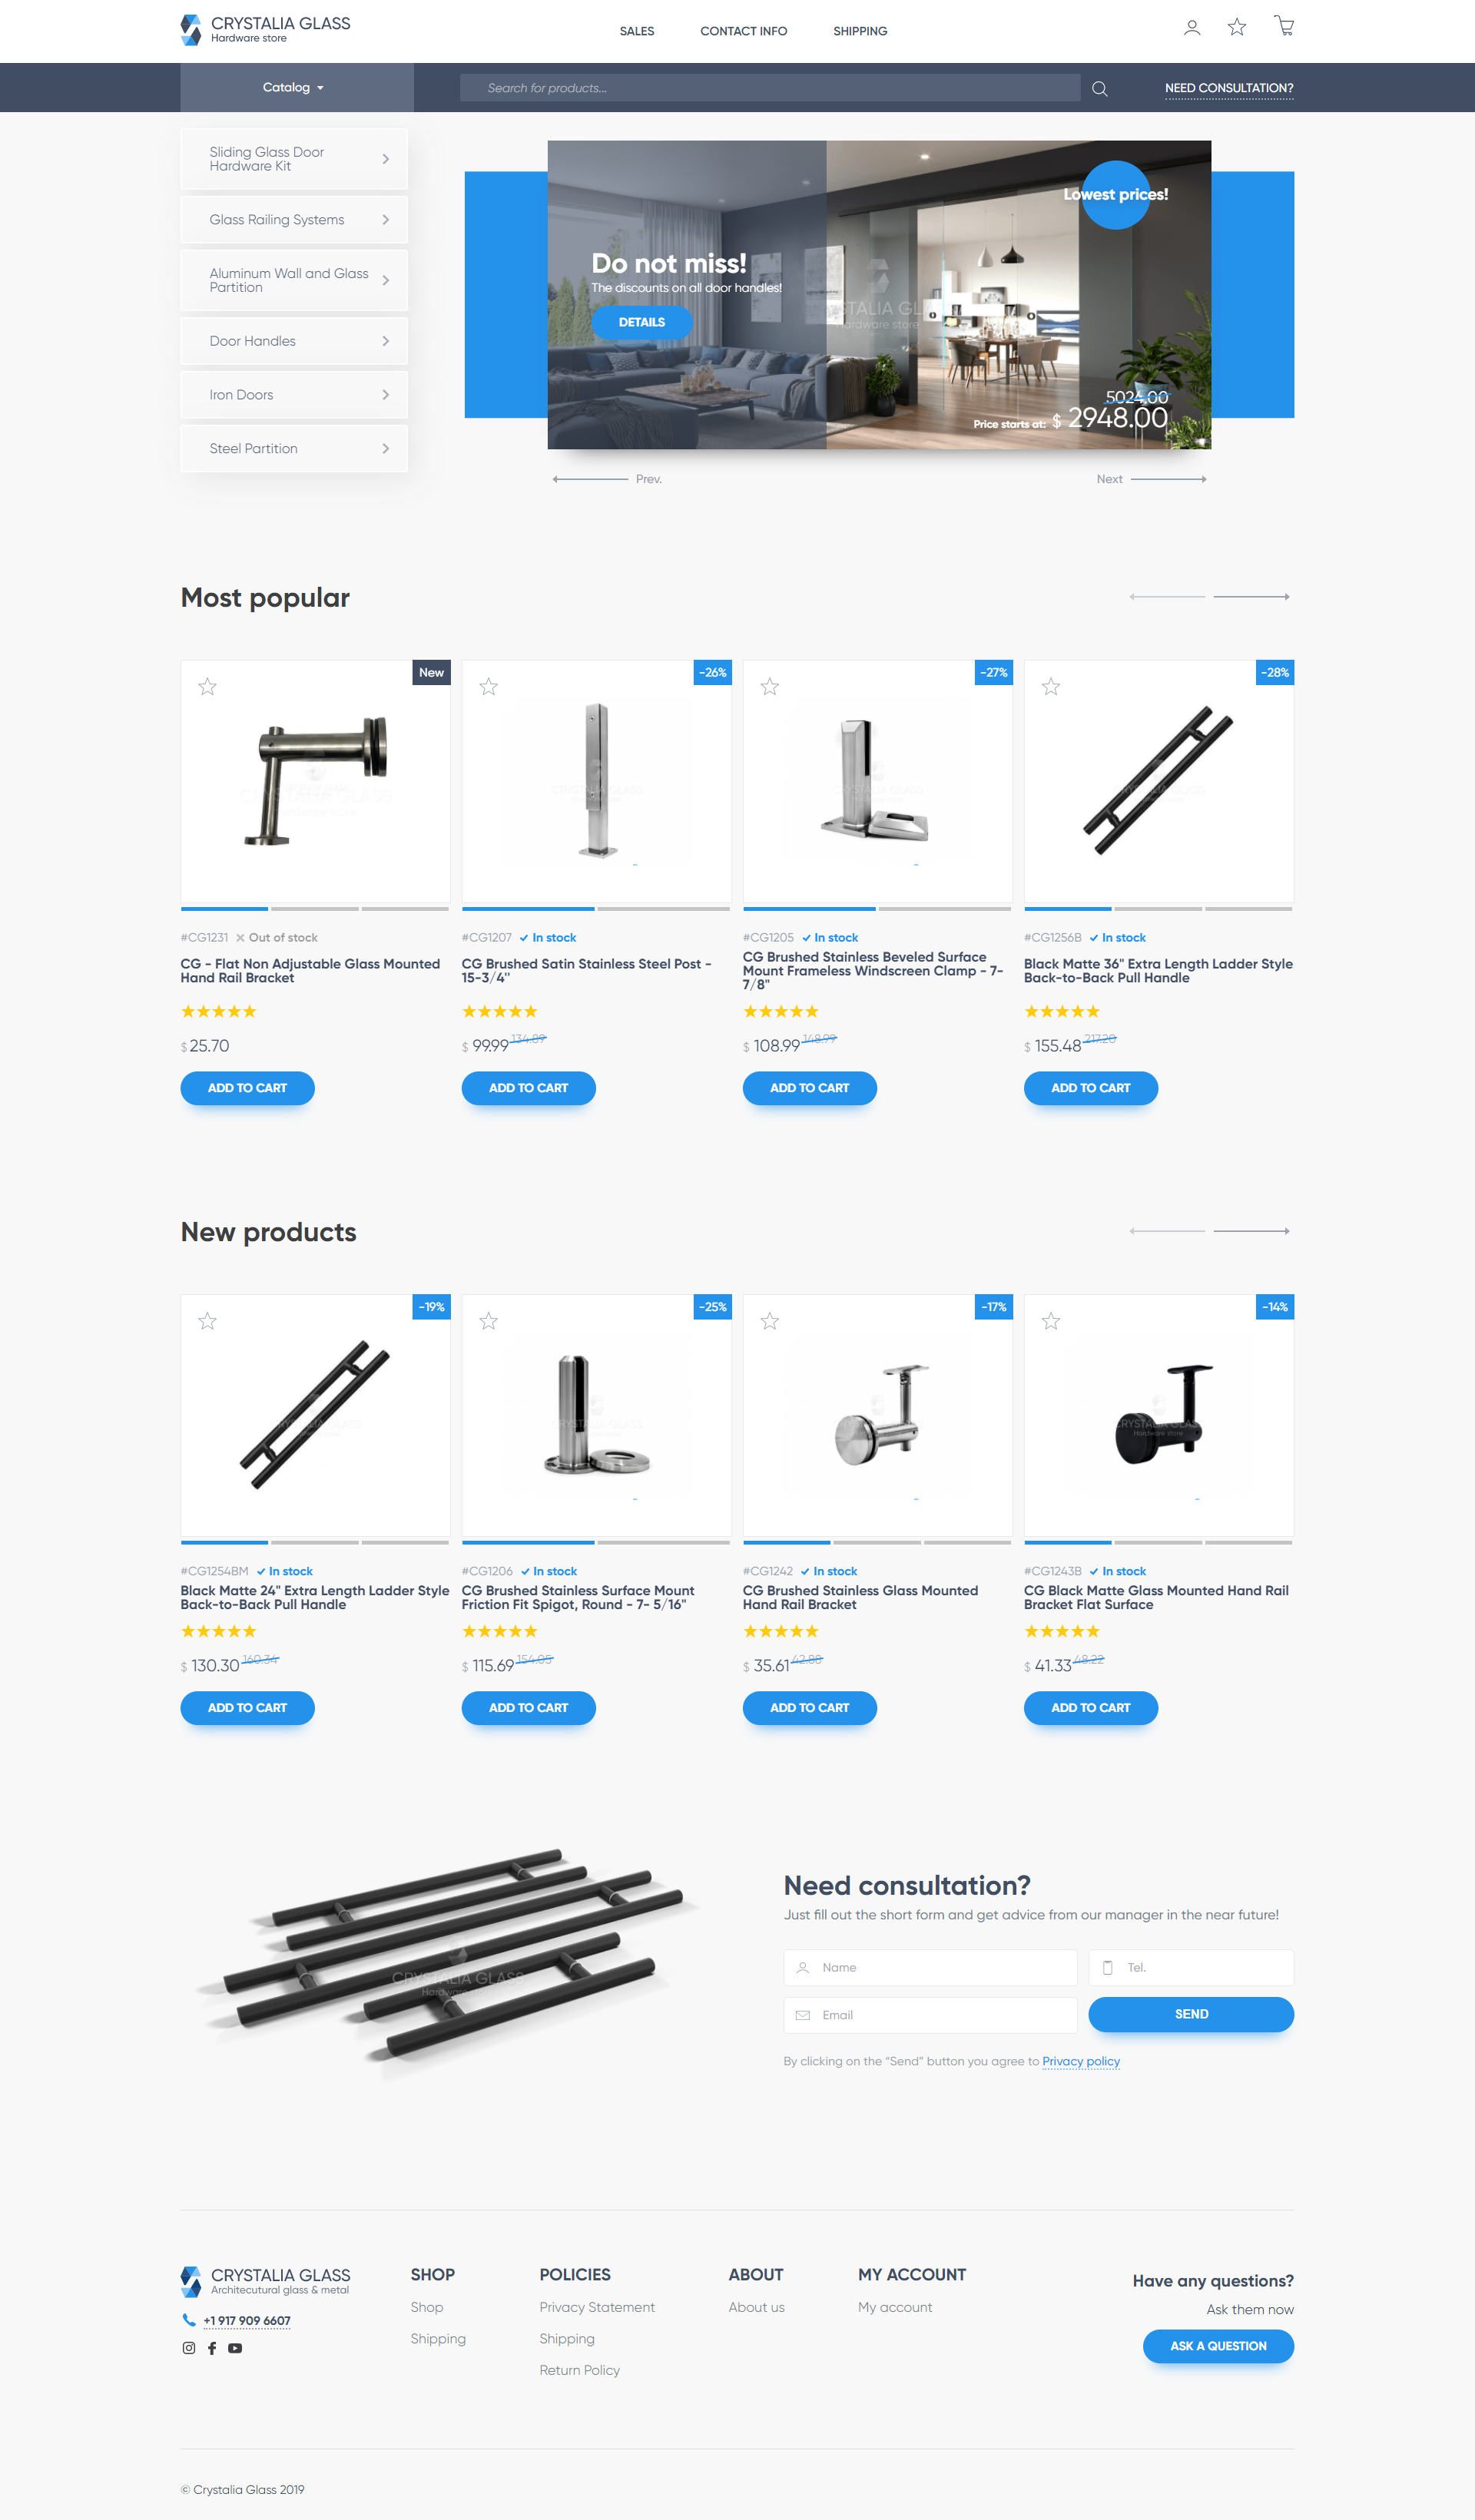 CRYSTALIA GLASS
Hardware store
SALES
CONTACT INFO
SHIPPING
Catalog
Search for products...
NEED CONSULTATION?
Sliding Glass Door
Hardware Kit
Glass Railing Systems
Aluminum Wall and Glass
Partition
Door Handles
Iron Doors
Steel Partition
Lowest prices!
Do not miss!
The discounts on all door handles!
DETAILS
5024.00
Price starts at: $ 2948.00
Prev.
Next
Most popular
New
-26%
-27%
-28%
#CG1231 Out of stock
CG - Flat Non Adjustable Glass Mounted
Hand Rail Bracket
$ 25.70
ADD TO CART
#CG1207 In stock
CG Brushed Satin Stainless Steel Post -
15-3/4"
$ 99.99 134.89
ADD TO CART
#CG1205 In stock
CG Brushed Stainless Beveled Surface
Mount Frameless Windscreen Clamp - 7-
7/8"
$ 108.99 148.99
ADD TO CART
#CG1256B In stock
Black Matte 36" Extra Length Ladder Style
Back-to-Back Pull Handle
$ 155.48 217.20
ADD TO CART
New products
-19%
-25%
-17%
-14%
#CG1254BM In stock
Black Matte 24" Extra Length Ladder Style
Back-to-Back Pull Handle
$ 130.30 160.34
ADD TO CART
#CG1206 In stock
CG Brushed Stainless Surface Mount
Friction Fit Spigot, Round - 7- 5/16"
$ 115.69 154.05
ADD TO CART
#CG1242 In stock
CG Brushed Stainless Glass Mounted
Hand Rail Bracket
$ 35.61 42.88
ADD TO CART
#CG1243B In stock
CG Black Matte Glass Mounted Hand Rail
Bracket Flat Surface
$ 41.33 48.22
ADD TO CART
CRYSTALIA GLASS
Need consultation?
Just fill out the short form and get advice from our manager in the near future!
Name
Tel.
Email
SEND
By clicking on the "Send" button you agree to Privacy policy
CRYSTALIA GLASS
Architecutural glass & metal
+1 917 909 6607
SHOP
Shop
Shipping
POLICIES
Privacy Statement
Shipping
Return Policy
ABOUT
About us
MY ACCOUNT
My account
Have any questions?
Ask them now
ASK A QUESTION
© Crystalia Glass 2019